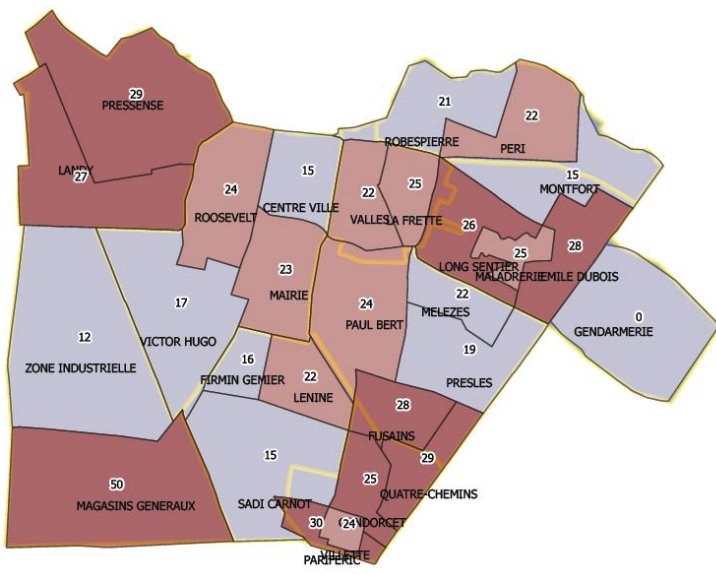 29
PRESSENSE
21
ROBESPIERRE
22
PERI
LANDY
27
24
ROOSEVELT
15
CENTRE VILLE
22
VALLES
25
LA FRETTE
15
MONTFORT
26
LONG SENTIER
25
MALADRERIE
28
EMILE DUBOIS
23
MAIRIE
24
PAUL BERT
22
MELEZES
0
GENDARMERIE
17
VICTOR HUGO
12
ZONE INDUSTRIELLE
19
PRESLES
16
FIRMIN GEMIER
22
LENINE
28
FUSAINS
29
QUATRE-CHEMINS
15
SADI CARNOT
25
CONDORCET
50
MAGASINS GENERAUX
30
24
VILLETTE
PARIFERIC